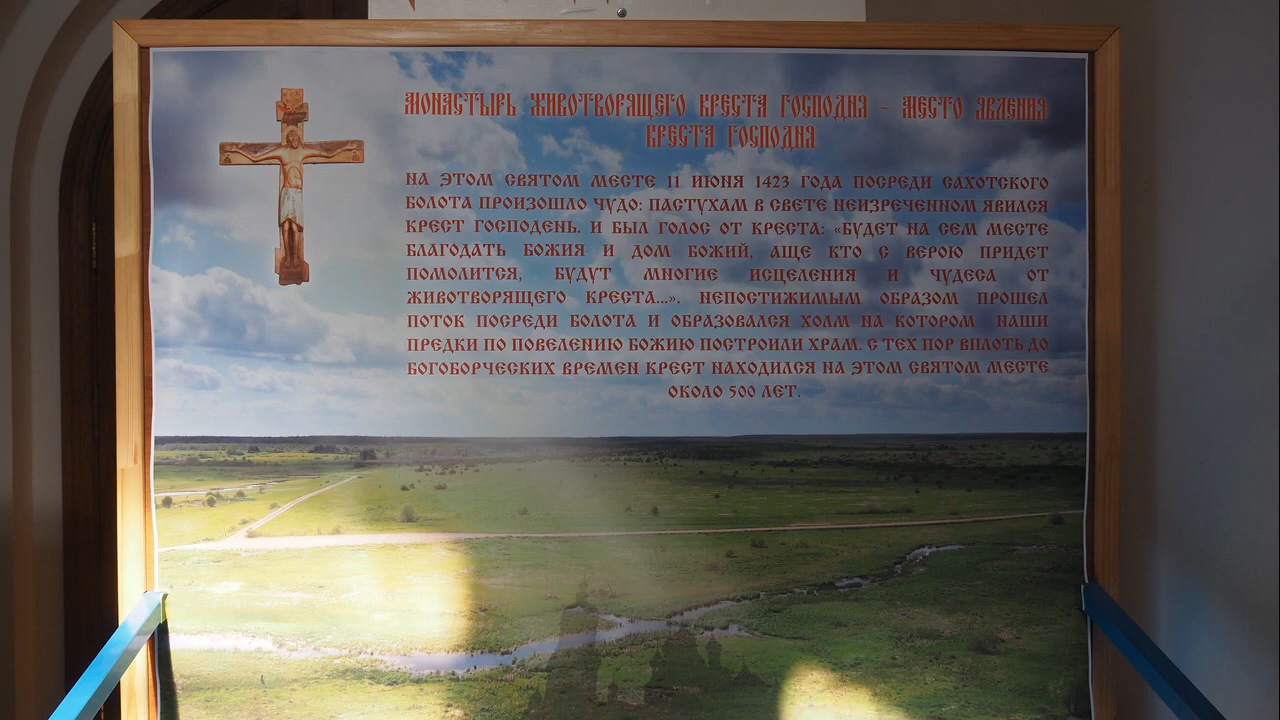 МОНАСТЫРЬ ЖИВОТВОРЯЩЕГО КРЕСТА ГОСПОДНЯ - МЕСТО ЯВЛЕНИЯ
КРЕСТА ГОСПОДНЯ
НА ЭТОМ СВЯТОМ МЕСТЕ 11 ИЮНЯ 1423 ГОДА ПОСРЕДИ САХОТСКОГО
БОЛОТА ПРОИЗОШЛО ЧУДО: ПАСТУХАМ В СВЕТЕ НЕИЗРЕЧЕННОМ ЯВИЛСЯ
КРЕСТ ГОСПОДЕНЬ. И БЫЛ ГОЛОС ОТ КРЕСТА: «БУДЕТ НА СЕМ МЕСТЕ
БЛАГОДАТЬ БОЖИЯ И ДОМ БОЖИЙ, АЩЕ КТО С ВЕРОЮ ПРИДЕТ
ПОМОЛИТСЯ, БУДУТ МНОГИЕ ИСЦЕЛЕНИЯ И ЧУДЕСА ОТ
ЖИВОТВОРЯЩЕГО КРЕСТА...». НЕПОСТИЖИМЫМ ОБРАЗОМ ПРОШЕЛ
ПОТОК ПОСРЕДИ БОЛОТА И ОБРАЗОВАЛСЯ ХОЛМ НА КОТОРОМ НАШИ
ПРЕДКИ ПО ПОВЕЛЕНИЮ БОЖИЮ ПОСТРОИЛИ ХРАМ. С ТЕХ ПОР ВПЛОТЬ ДО
БОГОБОРЧЕСКИХ ВРЕМЕН КРЕСТ НАХОДИЛСЯ НА ЭТОМ СВЯТОМ МЕСТЕ
ОКОЛО 500 ЛЕТ.